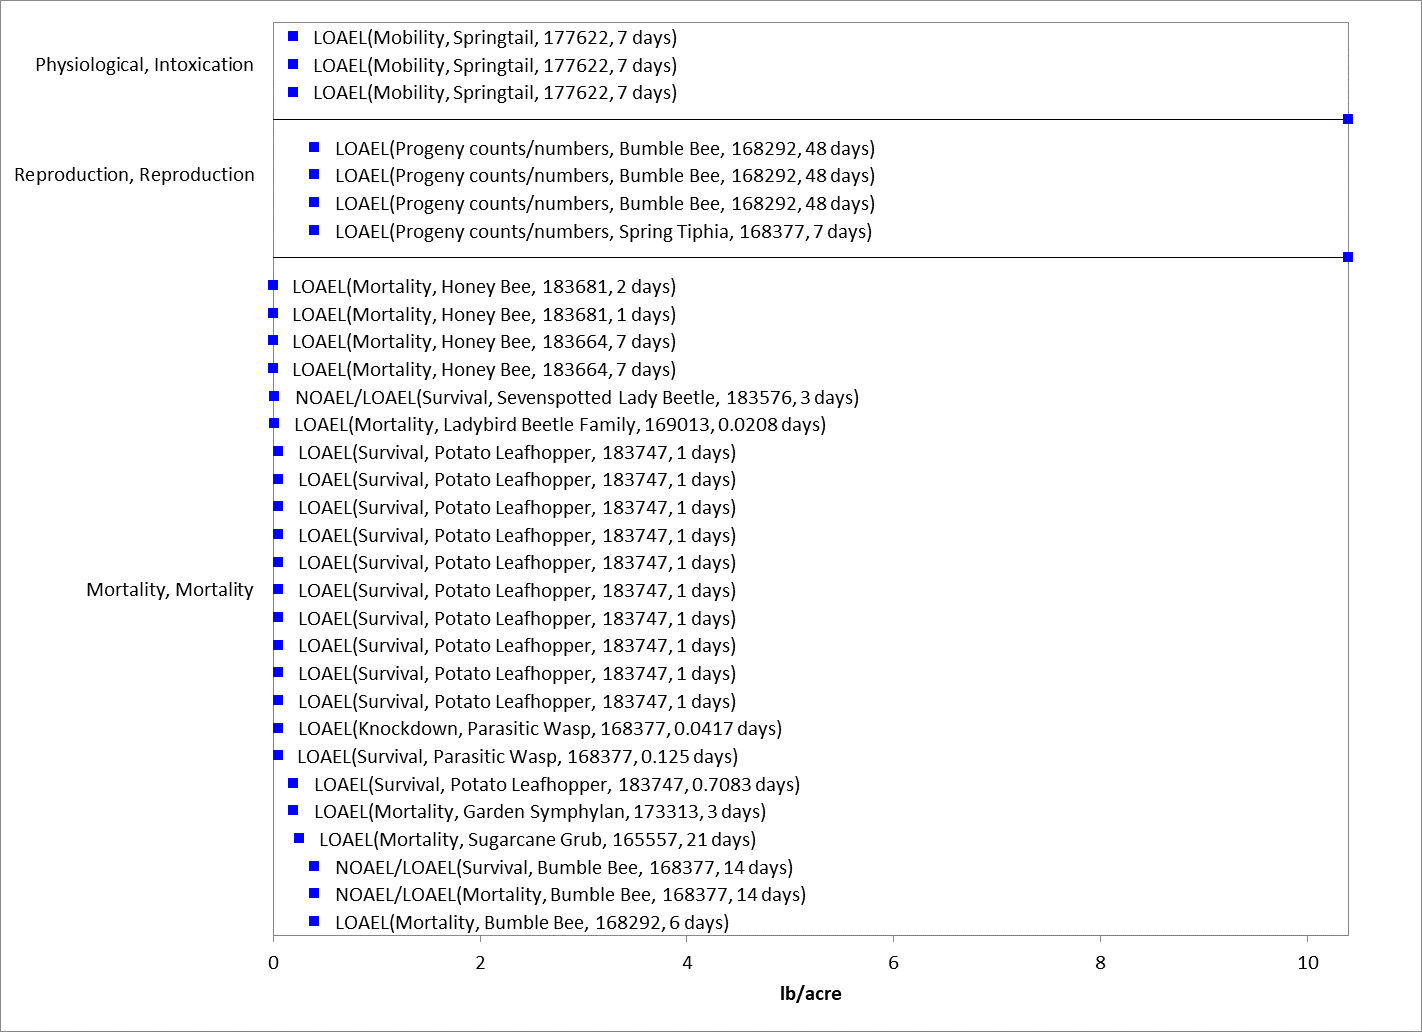 Physiological, Intoxication
LOAEL(Mobility, Springtail, 177622, 7 days)
LOAEL(Mobility, Springtail, 177622, 7 days)
LOAEL(Mobility, Springtail, 177622, 7 days)
Reproduction, Reproduction
LOAEL(Progeny counts/numbers, Bumble Bee, 168292, 48 days)
LOAEL(Progeny counts/numbers, Bumble Bee, 168292, 48 days)
LOAEL(Progeny counts/numbers, Bumble Bee, 168292, 48 days)
LOAEL(Progeny counts/numbers, Spring Tiphia, 168377, 7 days)
Mortality, Mortality
LOAEL(Mortality, Honey Bee, 183681, 2 days)
LOAEL(Mortality, Honey Bee, 183681, 1 days)
LOAEL(Mortality, Honey Bee, 183664, 7 days)
LOAEL(Mortality, Honey Bee, 183664, 7 days)
NOAEL/LOAEL(Survival, Sevenspotted Lady Beetle, 183576, 3 days)
LOAEL(Mortality, Ladybird Beetle Family, 169013, 0.0208 days)
LOAEL(Survival, Potato Leafhopper, 183747, 1 days)
LOAEL(Survival, Potato Leafhopper, 183747, 1 days)
LOAEL(Survival, Potato Leafhopper, 183747, 1 days)
LOAEL(Survival, Potato Leafhopper, 183747, 1 days)
LOAEL(Survival, Potato Leafhopper, 183747, 1 days)
LOAEL(Survival, Potato Leafhopper, 183747, 1 days)
LOAEL(Survival, Potato Leafhopper, 183747, 1 days)
LOAEL(Survival, Potato Leafhopper, 183747, 1 days)
LOAEL(Survival, Potato Leafhopper, 183747, 1 days)
LOAEL(Survival, Potato Leafhopper, 183747, 1 days)
LOAEL(Knockdown, Parasitic Wasp, 168377, 0.0417 days)
LOAEL(Survival, Parasitic Wasp, 168377, 0.125 days)
LOAEL(Survival, Potato Leafhopper, 183747, 0.7083 days)
LOAEL(Mortality, Garden Symphylan, 173313, 3 days)
LOAEL(Mortality, Sugarcane Grub, 165557, 21 days)
NOAEL/LOAEL(Survival, Bumble Bee, 168377, 14 days)
NOAEL/LOAEL(Mortality, Bumble Bee, 168377, 14 days)
LOAEL(Mortality, Bumble Bee, 168292, 6 days)
0 2 4 6 8 10
lb/acre